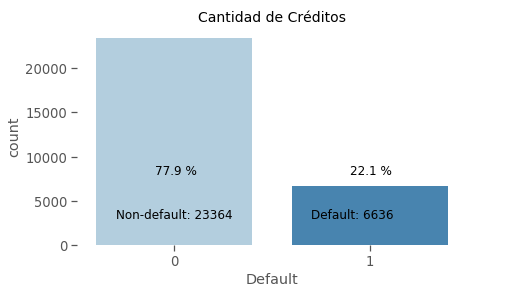 Cantidad de Créditos
count
20000
15000
10000
5000
0
77.9 %
22.1 %
Non-default: 23364
Default: 6636
0
1
Default